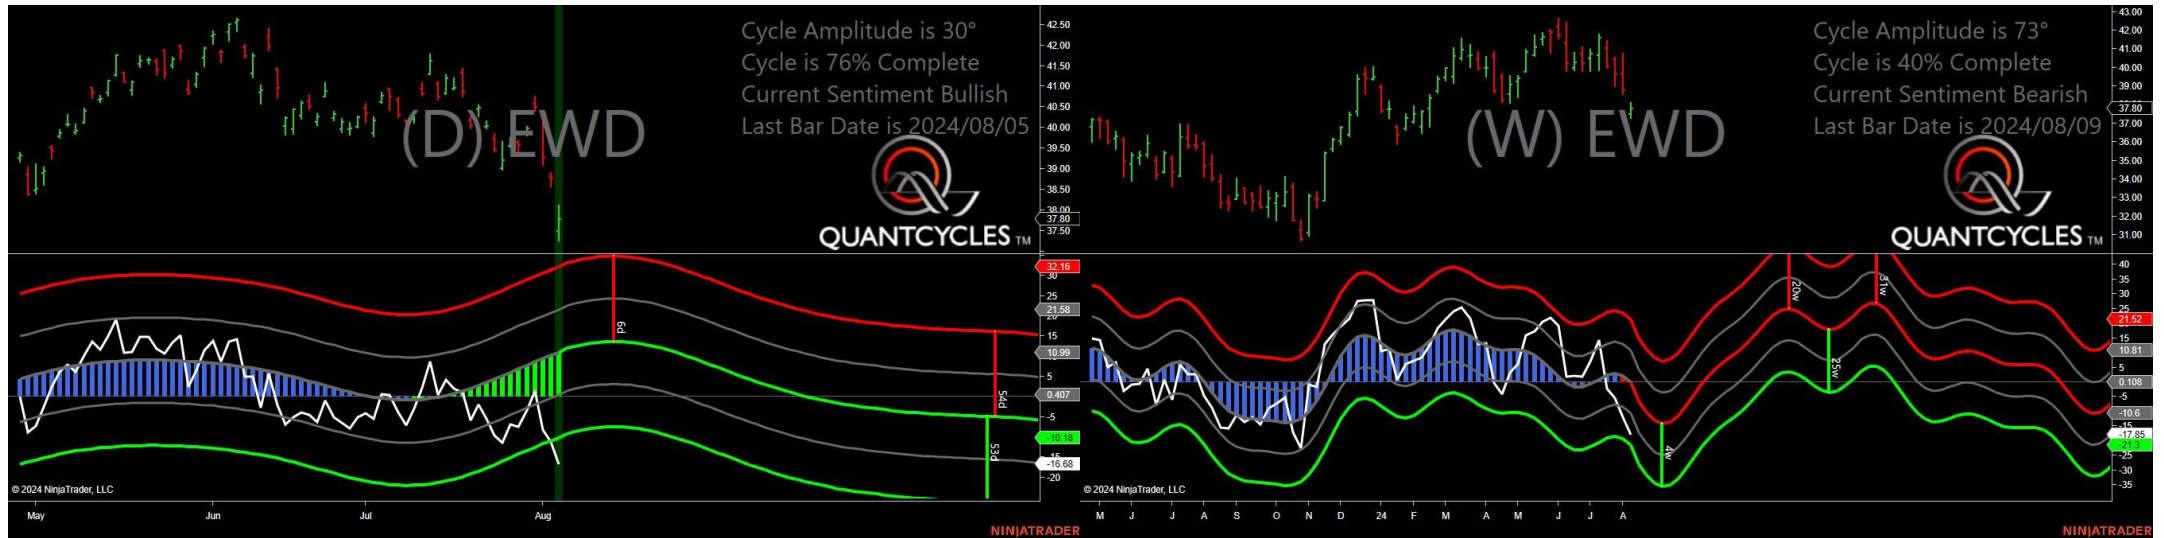 Cycle Amplitude is 30°
Cycle is 76% Complete
Current Sentiment Bullish
Last Bar Date is 2024/08/05
(D) EWD
QUANTCYCLES TM
42.50
42.00
41.50
41.00
40.50
40.00
39.50
39.00
38.50
38.00
37.80
37.50
32.16
30
25
21.58
15
10.99
5
0.407
-5
-10.18
-15
-16.68
-20
6d
54d
53d
© 2024 NinjaTrader, LLC
May Jun Jul Aug
NINJATRADER
Cycle Amplitude is 73°
Cycle is 40% Complete
Current Sentiment Bearish
Last Bar Date is 2024/08/09
(W) EWD
QUANTCYCLES TM
43.00
42.00
41.00
40.00
39.00
37.80
37.00
36.00
35.00
34.00
33.00
32.00
31.00
40
35
30
25
21.52
15
10.81
5
0.108
-5
-10.6
-15
-17.85
-21.3
-25
-30
-35
20w
31w
25w
4w
© 2024 NinjaTrader, LLC
M J J A S O N D 24 F M A M J J A
NINJATRADER